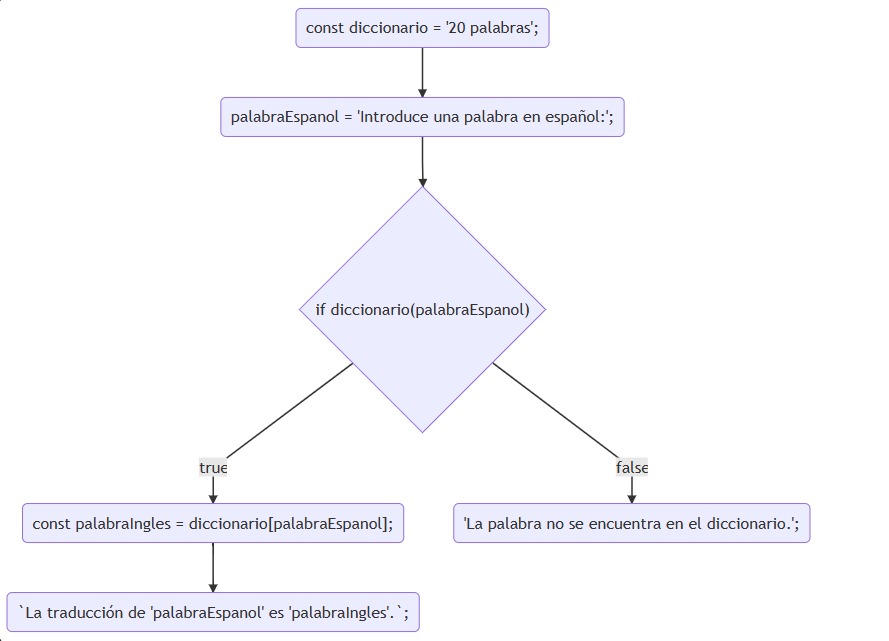 const diccionario = '20 palabras';
palabraEspanol = 'Introduce una palabra en español:';
if diccionario(palabraEspanol)
true
false
const palabraIngles = diccionario[palabraEspanol];
'La palabra no se encuentra en el diccionario.';
`La traducción de 'palabraEspanol' es 'palabraIngles'.`;